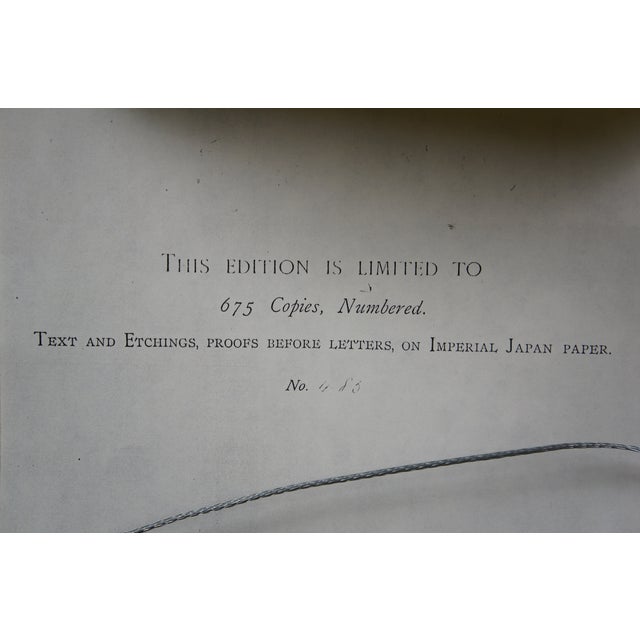 THIS EDITION IS LIMITED TO
675 Copies, Numbered.
TEXT AND ETCHINGS, PROOFS BEFORE LETTERS, ON IMPERIAL JAPAN PAPER.
No.